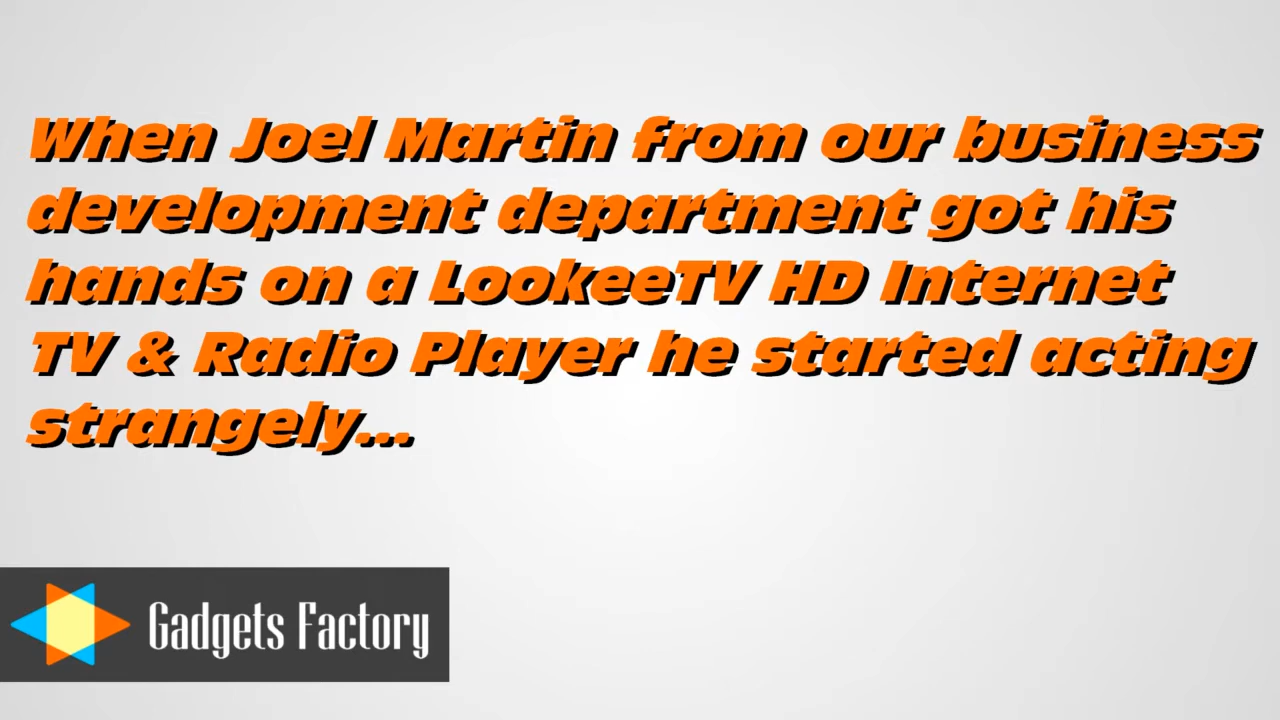 When Joel Martin from our business
development department got his
hands on a LookeeTV HD Internet
TV & Radio Player he started acting
strangely...
Gadgets Factory